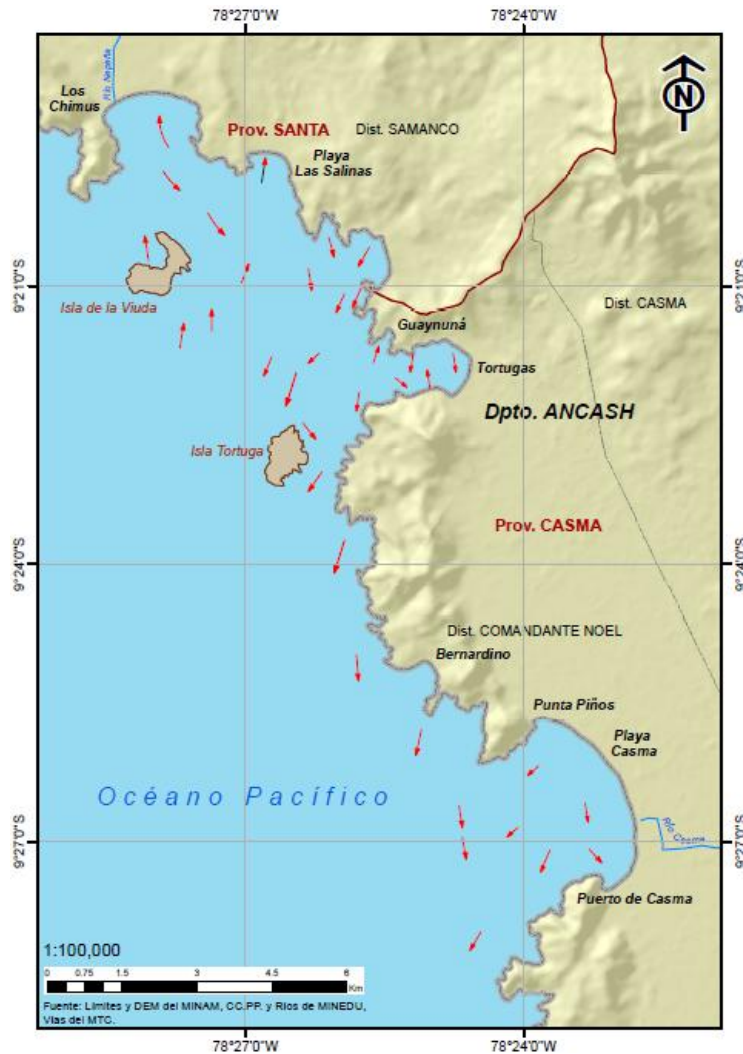 78°27'0"W
78°24'0"W
Los
Chimus
Río Nepeña
N
Prov. SANTA
Dist. SAMANCO
Playa
Las Salinas
9°21'0"S
9°21'0"S
Isla de la Viuda
Dist. CASMA
Guaynuná
Tortugas
Dpto. ANCASH
Isla Tortuga
Prov. CASMA
9°24'0"S
9°24'0"S
Dist. COMANDANTE NOEL
Bernardino
Punta Piños
Playa
Casma
Océano Pacífico
Río Casma
9°27'0"S
9°27'0"S
Puerto de Casma
1:100,000
0 0.75 1.5 3 4.5 6
Km
Fuente: Límites y DEM del MINAM, CC.PP. y Rios de MINEDU,
Vias del MTC.
78°27'0"W
78°24'0"W